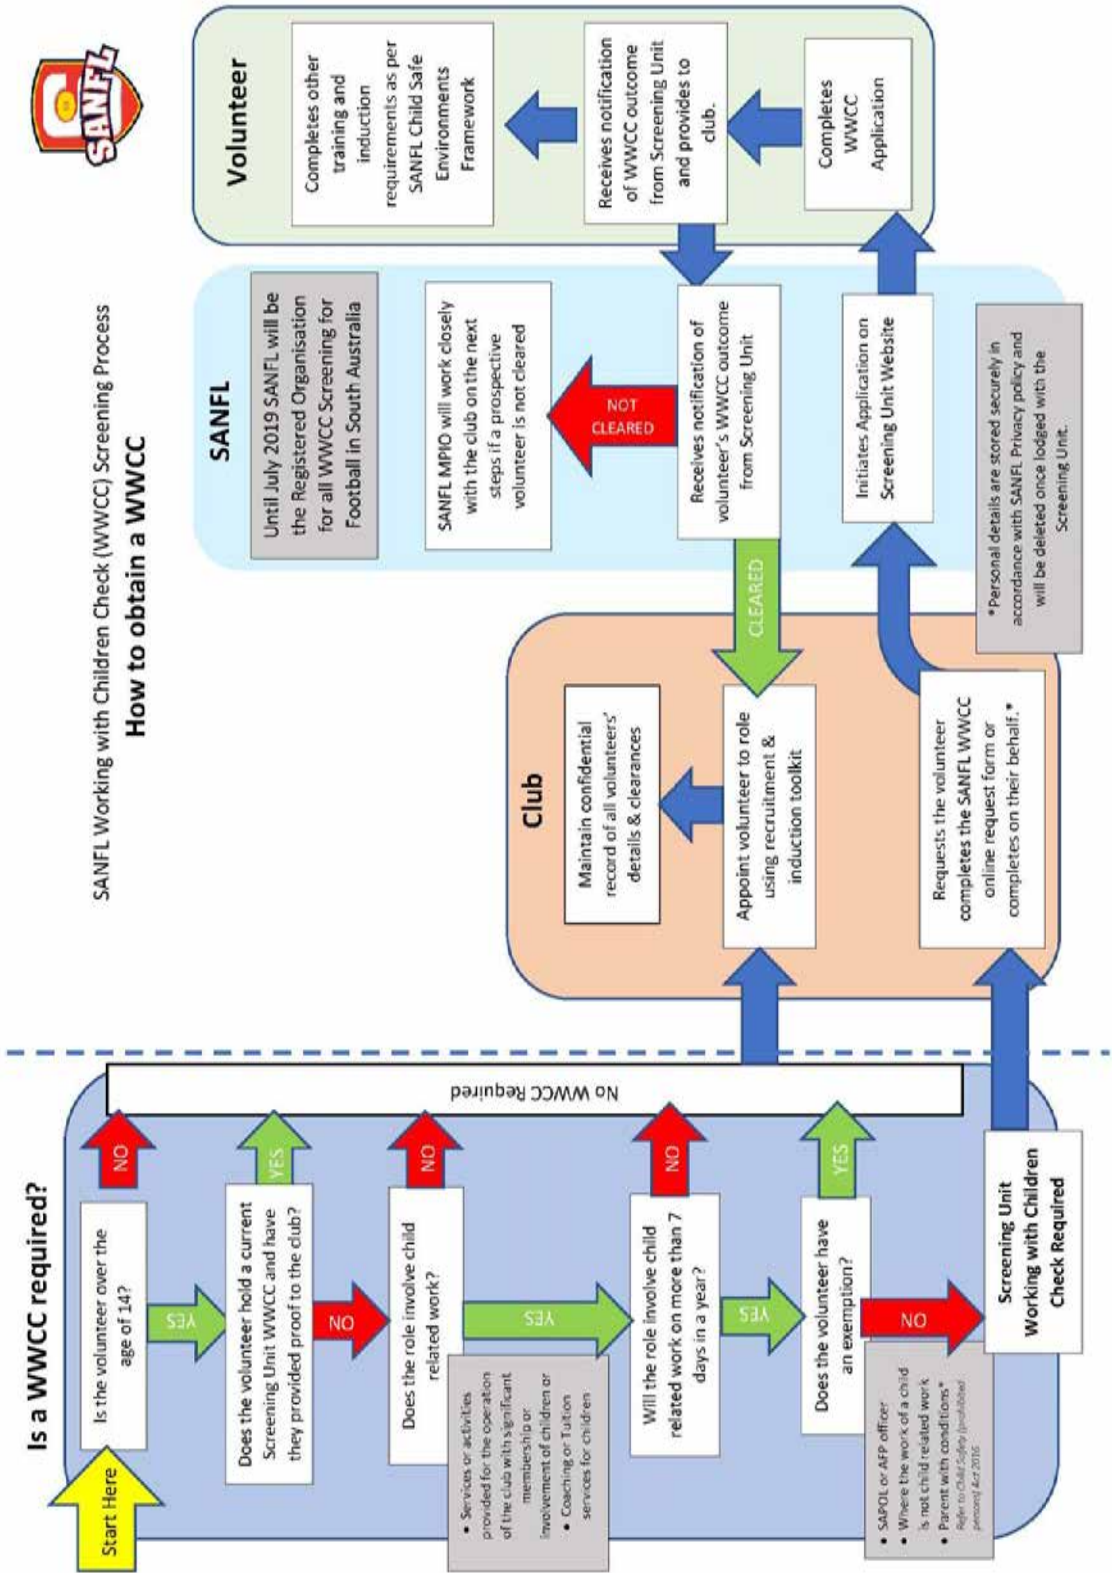 SANFL
SANFL Working with Children Check (WWCC) Screening Process
How to obtain a WWCC
Is a WWCC required?
Start Here
Is the volunteer over the
age of 14?
NO
YES
Does the volunteer hold a current
Screening Unit WWCC and have
they provided proof to the club?
YES
NO
Does the role involve child
related work?
NO
YES
• Services or activities
provided for the operation
of the club with significant
membership or
involvement of children or
• Coaching or Tuition
services for children
Will the role involve child
related work on more than 7
days in a year?
NO
YES
Does the volunteer have
an exemption?
YES
NO
• SAPOL or AFP officer
• Where the work of a child
is not child related work
• Parent with conditions*
Refer to Child Safety (prohibited
persons) Act 2016
Screening Unit
Working with Children
Check Required
No WWCC Required
Club
Maintain confidential
record of all volunteers'
details & clearances
Appoint volunteer to role
using recruitment &
induction toolkit
Requests the volunteer
completes the SANFL WWCC
online request form or
completes on their behalf.*
SANFL
Until July 2019 SANFL will be
the Registered Organisation
for all WWCC Screening for
Football in South Australia
SANFL MPIO will work closely
with the club on the next
steps if a prospective
volunteer is not cleared
NOT
CLEARED
Receives notification of
volunteer's WWCC outcome
from Screening Unit
CLEARED
Initiates Application on
Screening Unit Website
*Personal details are stored securely in
accordance with SANFL Privacy policy and
will be deleted once lodged with the
Screening Unit.
Volunteer
Completes other
training and
induction
requirements as per
SANFL Child Safe
Environments
Framework
Receives notification
of WWCC outcome
from Screening Unit
and provides to
club.
Completes
WWCC
Application